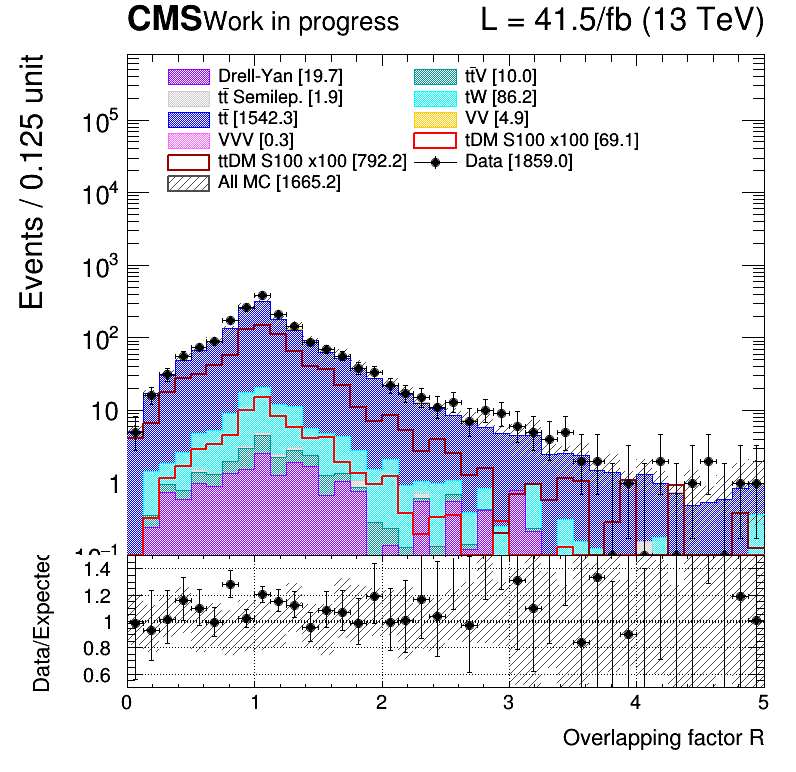 CMS Work in progress L = 41.5/fb (13 TeV)
Events / 0.125 unit
Drell-Yan [19.7] tt̄V [10.0]
tt̄ Semilep. [1.9] tW [86.2]
tt̄ [1542.3] VV [4.9]
VVV [0.3] tDM S100 x100 [69.1]
ttDM S100 x100 [792.2] Data [1859.0]
All MC [1665.2]
10⁵
10⁴
10³
10²
10
1
10⁻¹
Data/Expected
1.4
1.2
1
0.8
0.6
0 1 2 3 4 5
Overlapping factor R